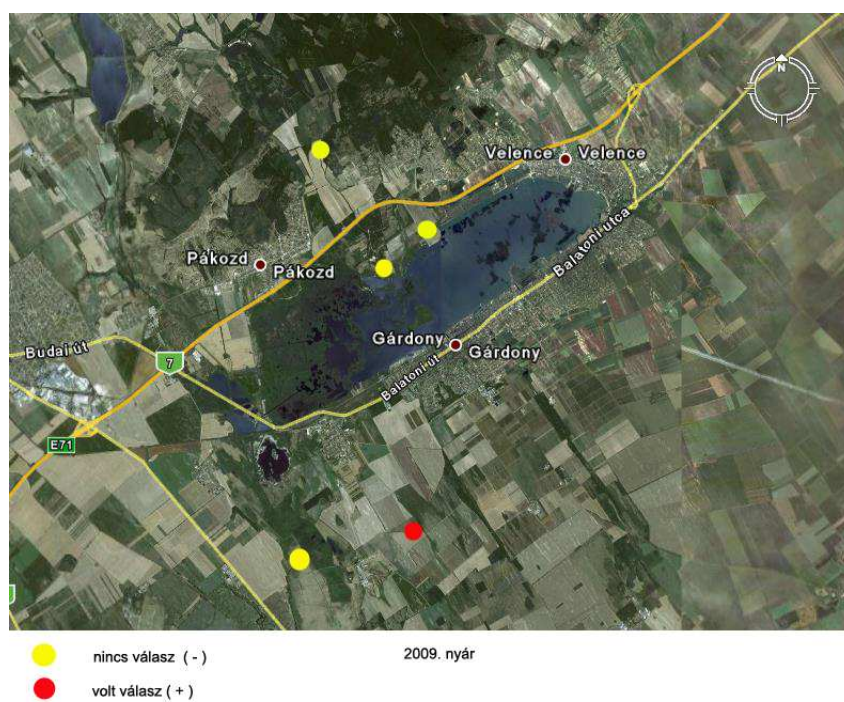 N
Velence Velence
Pákozd
Pákozd
Balatoni utca
Gárdony
Gárdony
Budai út
7
Balatoni út
E71
nincs válasz ( - )
2009. nyár
volt válasz ( + )